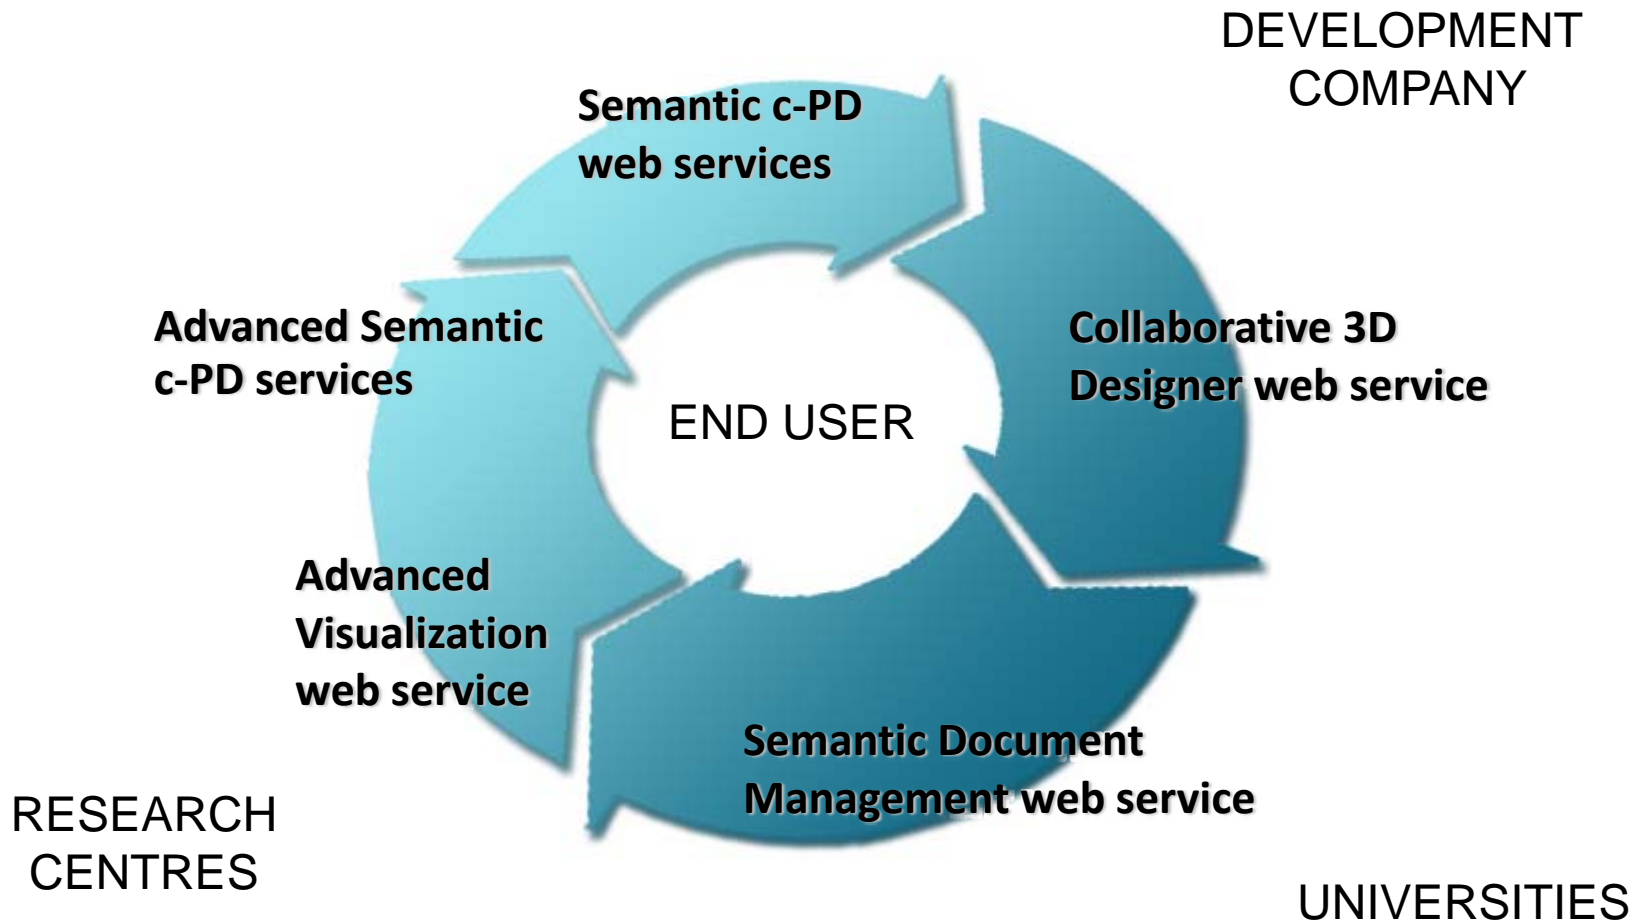 DEVELOPMENT
COMPANY
Semantic c-PD
web services
Advanced Semantic
c-PD services
Collaborative 3D
Designer web service
END USER
Advanced
Visualization
web service
Semantic Document
Management web service
RESEARCH
CENTRES
UNIVERSITIES